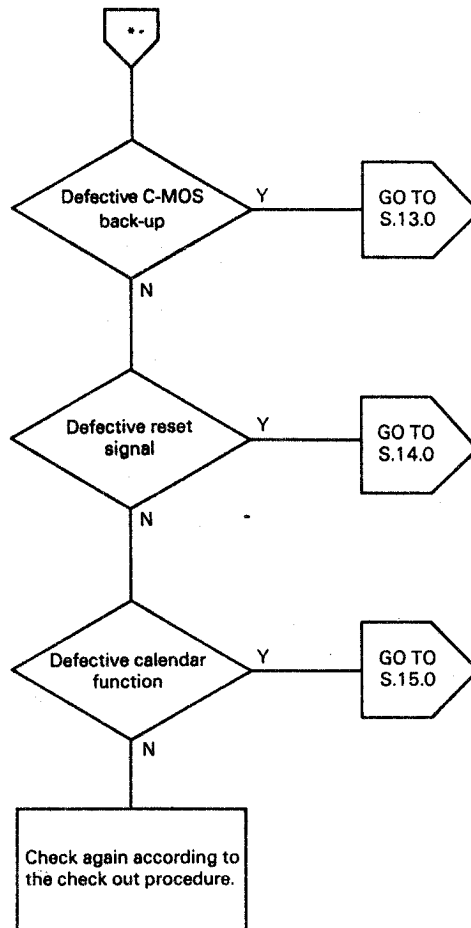 *-
Defective C-MOS
back-up
Y
GO TO
S.13.0
N
Defective reset
signal
Y
GO TO
S.14.0
N
Defective calendar
function
Y
GO TO
S.15.0
N
Check again according to
the check out procedure.